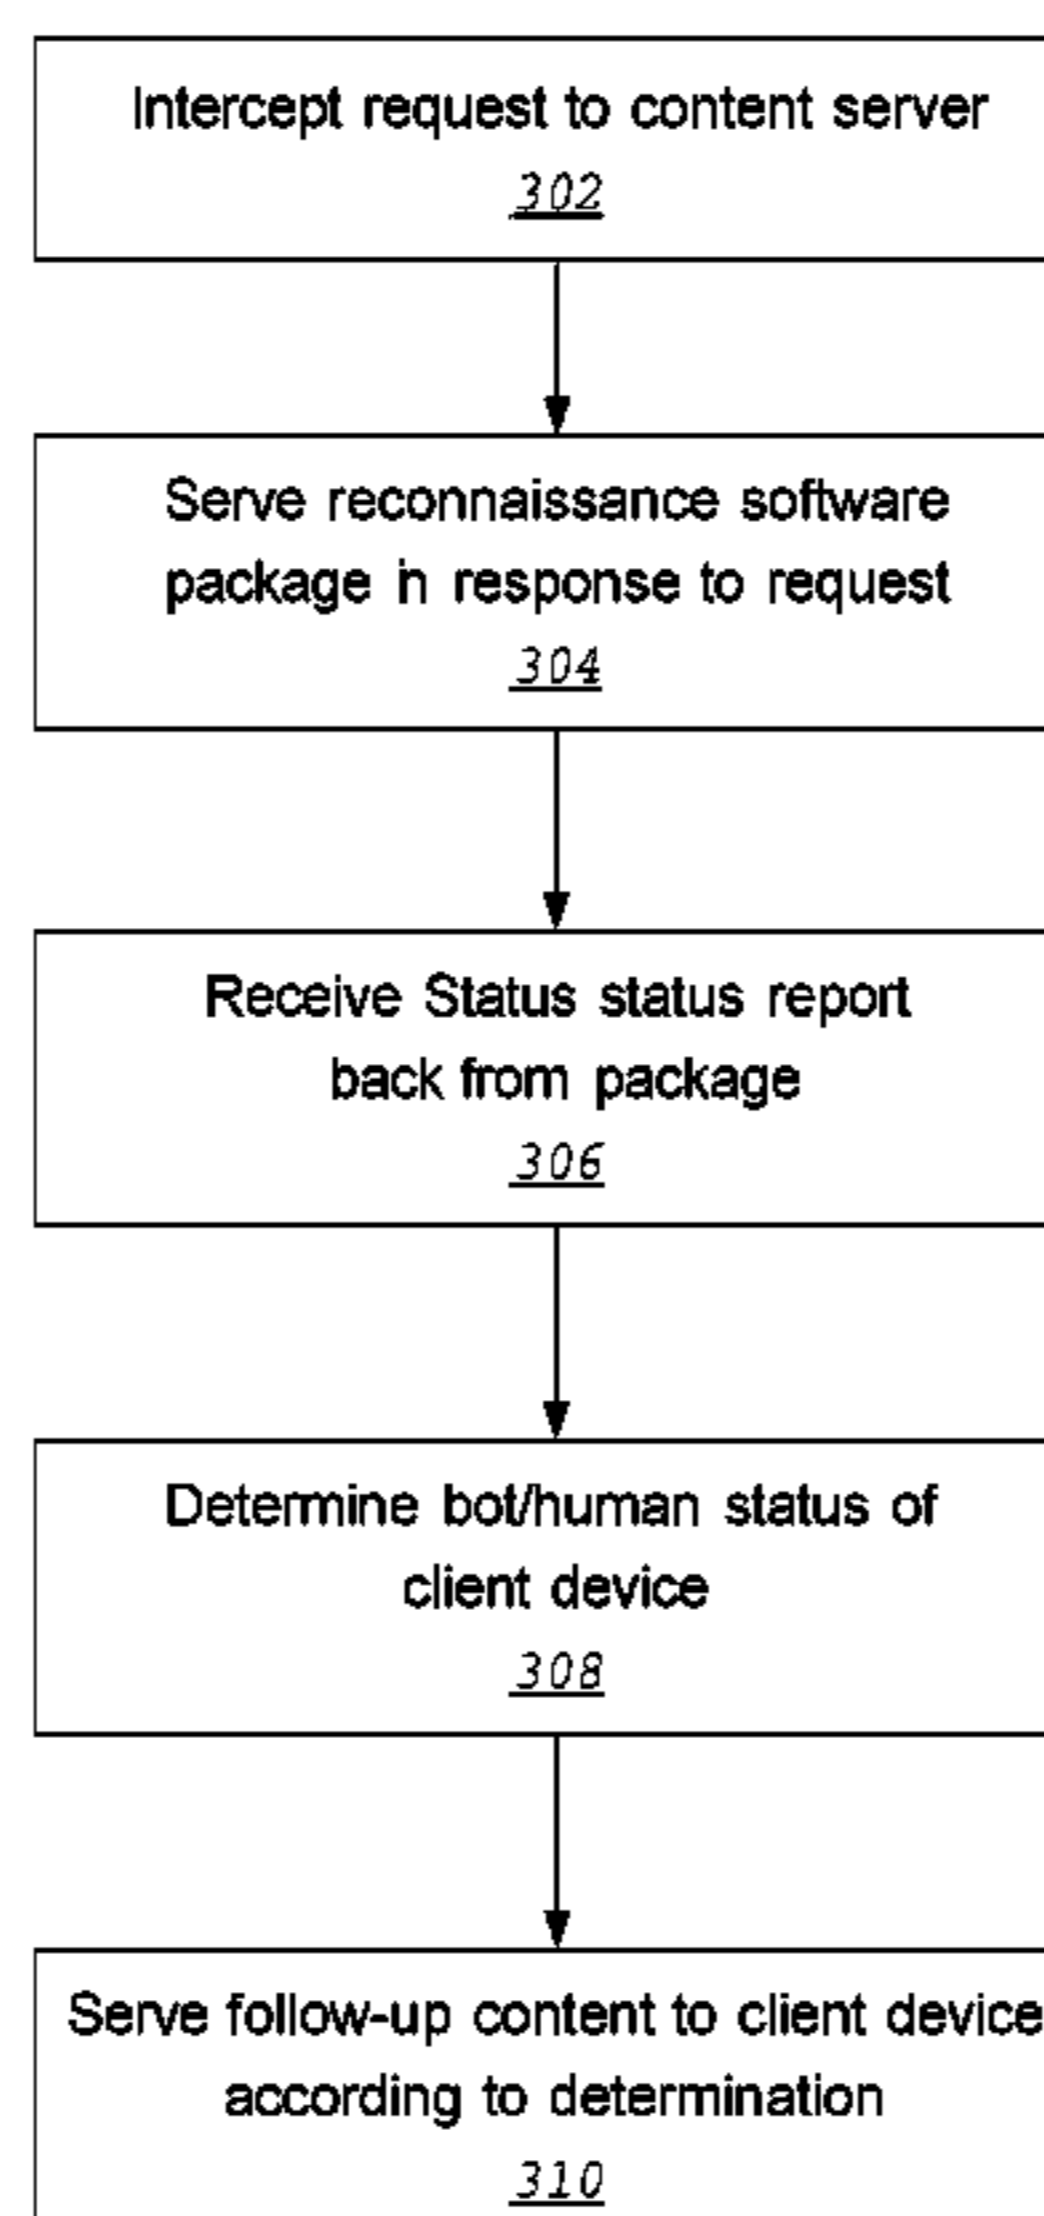 Intercept request to content server
302
Serve reconnaissance software
package in response to request
304
Receive Status status report
back from package
306
Determine bot/human status of
client device
308
Serve follow-up content to client device
according to determination
310